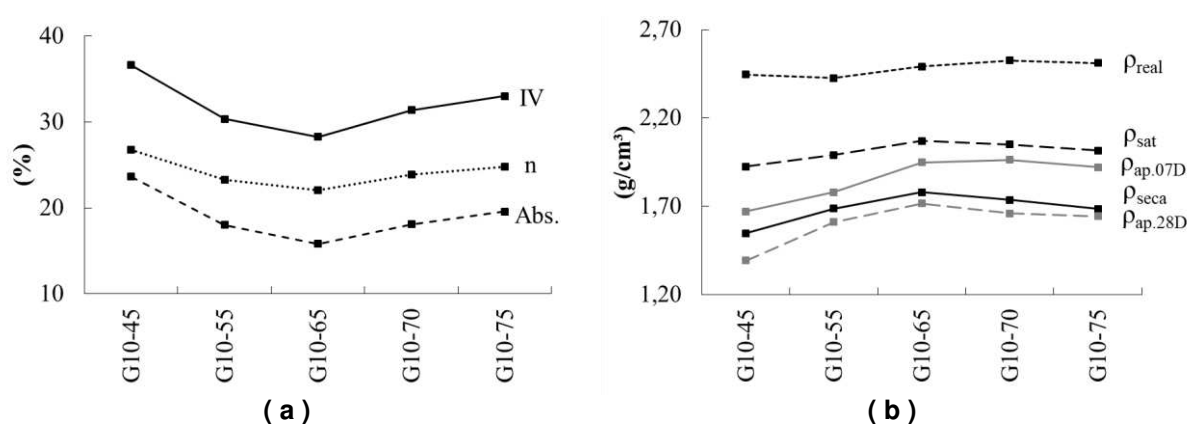 (%)
40
30
20
10
IV
n
Abs.
G10-45
G10-55
G10-65
G10-70
G10-75
( a )
(g/cm³)
2,70
2,20
1,70
1,20
ρreal
ρsat
ρap.07D
ρseca
ρap.28D
G10-45
G10-55
G10-65
G10-70
G10-75
( b )